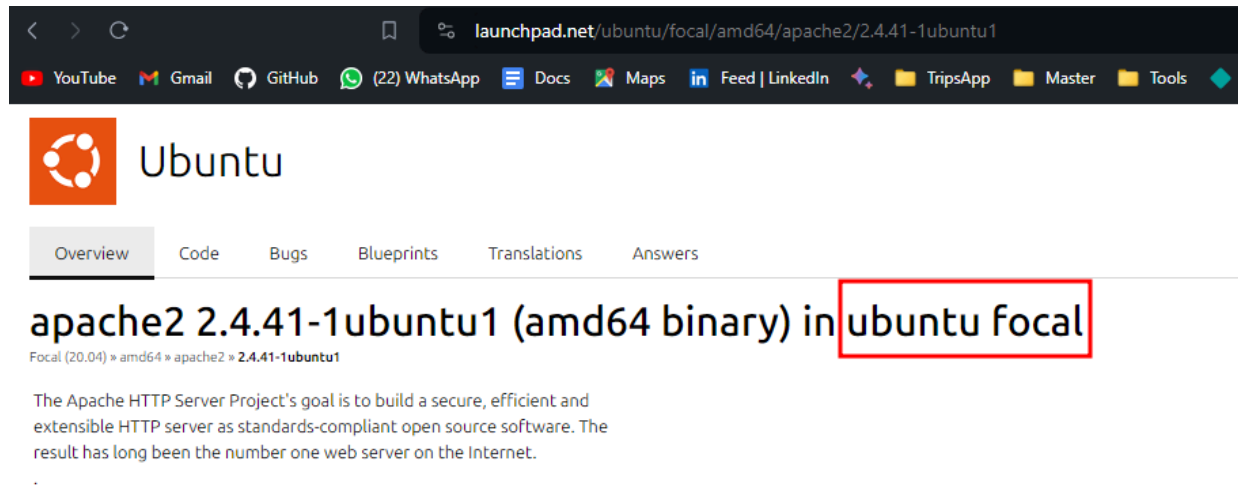 launchpad.net/ubuntu/focal/amd64/apache2/2.4.41-1ubuntu1
YouTube Gmail GitHub (22) WhatsApp Docs Maps Feed | LinkedIn TripsApp Master Tools
Ubuntu
Overview Code Bugs Blueprints Translations Answers
apache2 2.4.41-1ubuntu1 (amd64 binary) in ubuntu focal
Focal (20.04) » amd64 » apache2 » 2.4.41-1ubuntu1
The Apache HTTP Server Project's goal is to build a secure, efficient and
extensible HTTP server as standards-compliant open source software. The
result has long been the number one web server on the Internet.
.